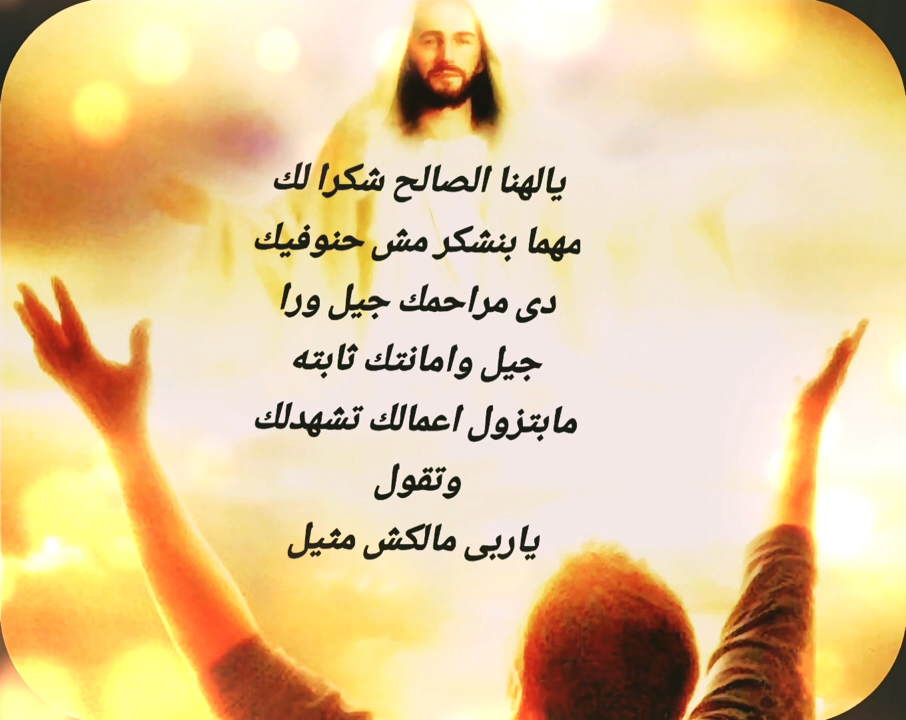 يالهنا الصالح شكرا لك
مهما بنشكر مش حنوفيك
دى مراحمك جيل ورا
جيل وامانتك ثابته
مابتزول اعمالك تشهدلك
وتقول
ياربى مالكش مثيل